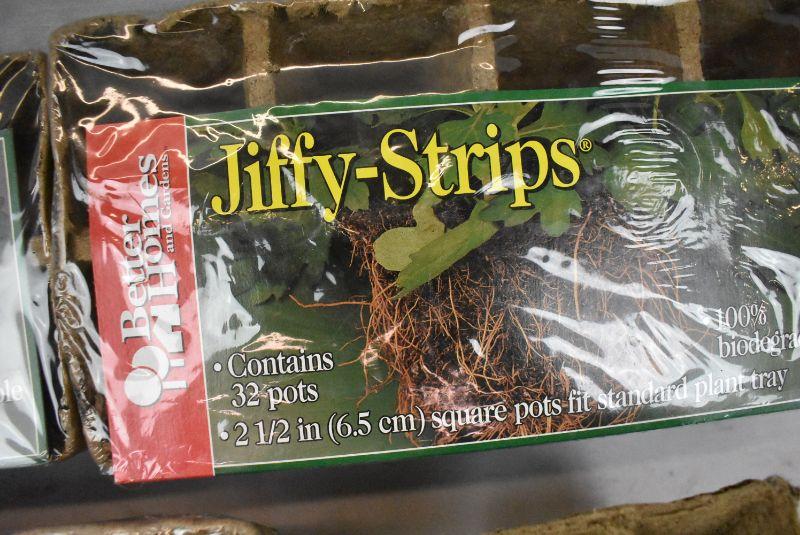 Jiffy-Strips®
Better
Homes
and Gardens
• Contains
32 pots
• 2 1/2 in (6.5 cm) square pots fit standard plant tray
100%